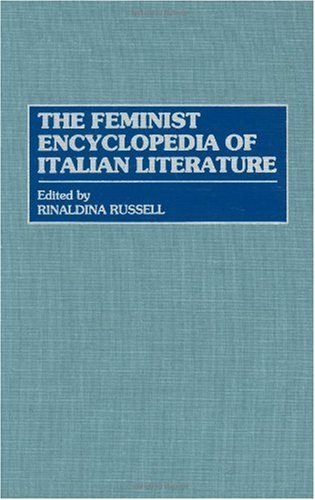 THE FEMINIST
ENCYCLOPEDIA OF
ITALIAN LITERATURE
Edited by
RINALDINA RUSSELL